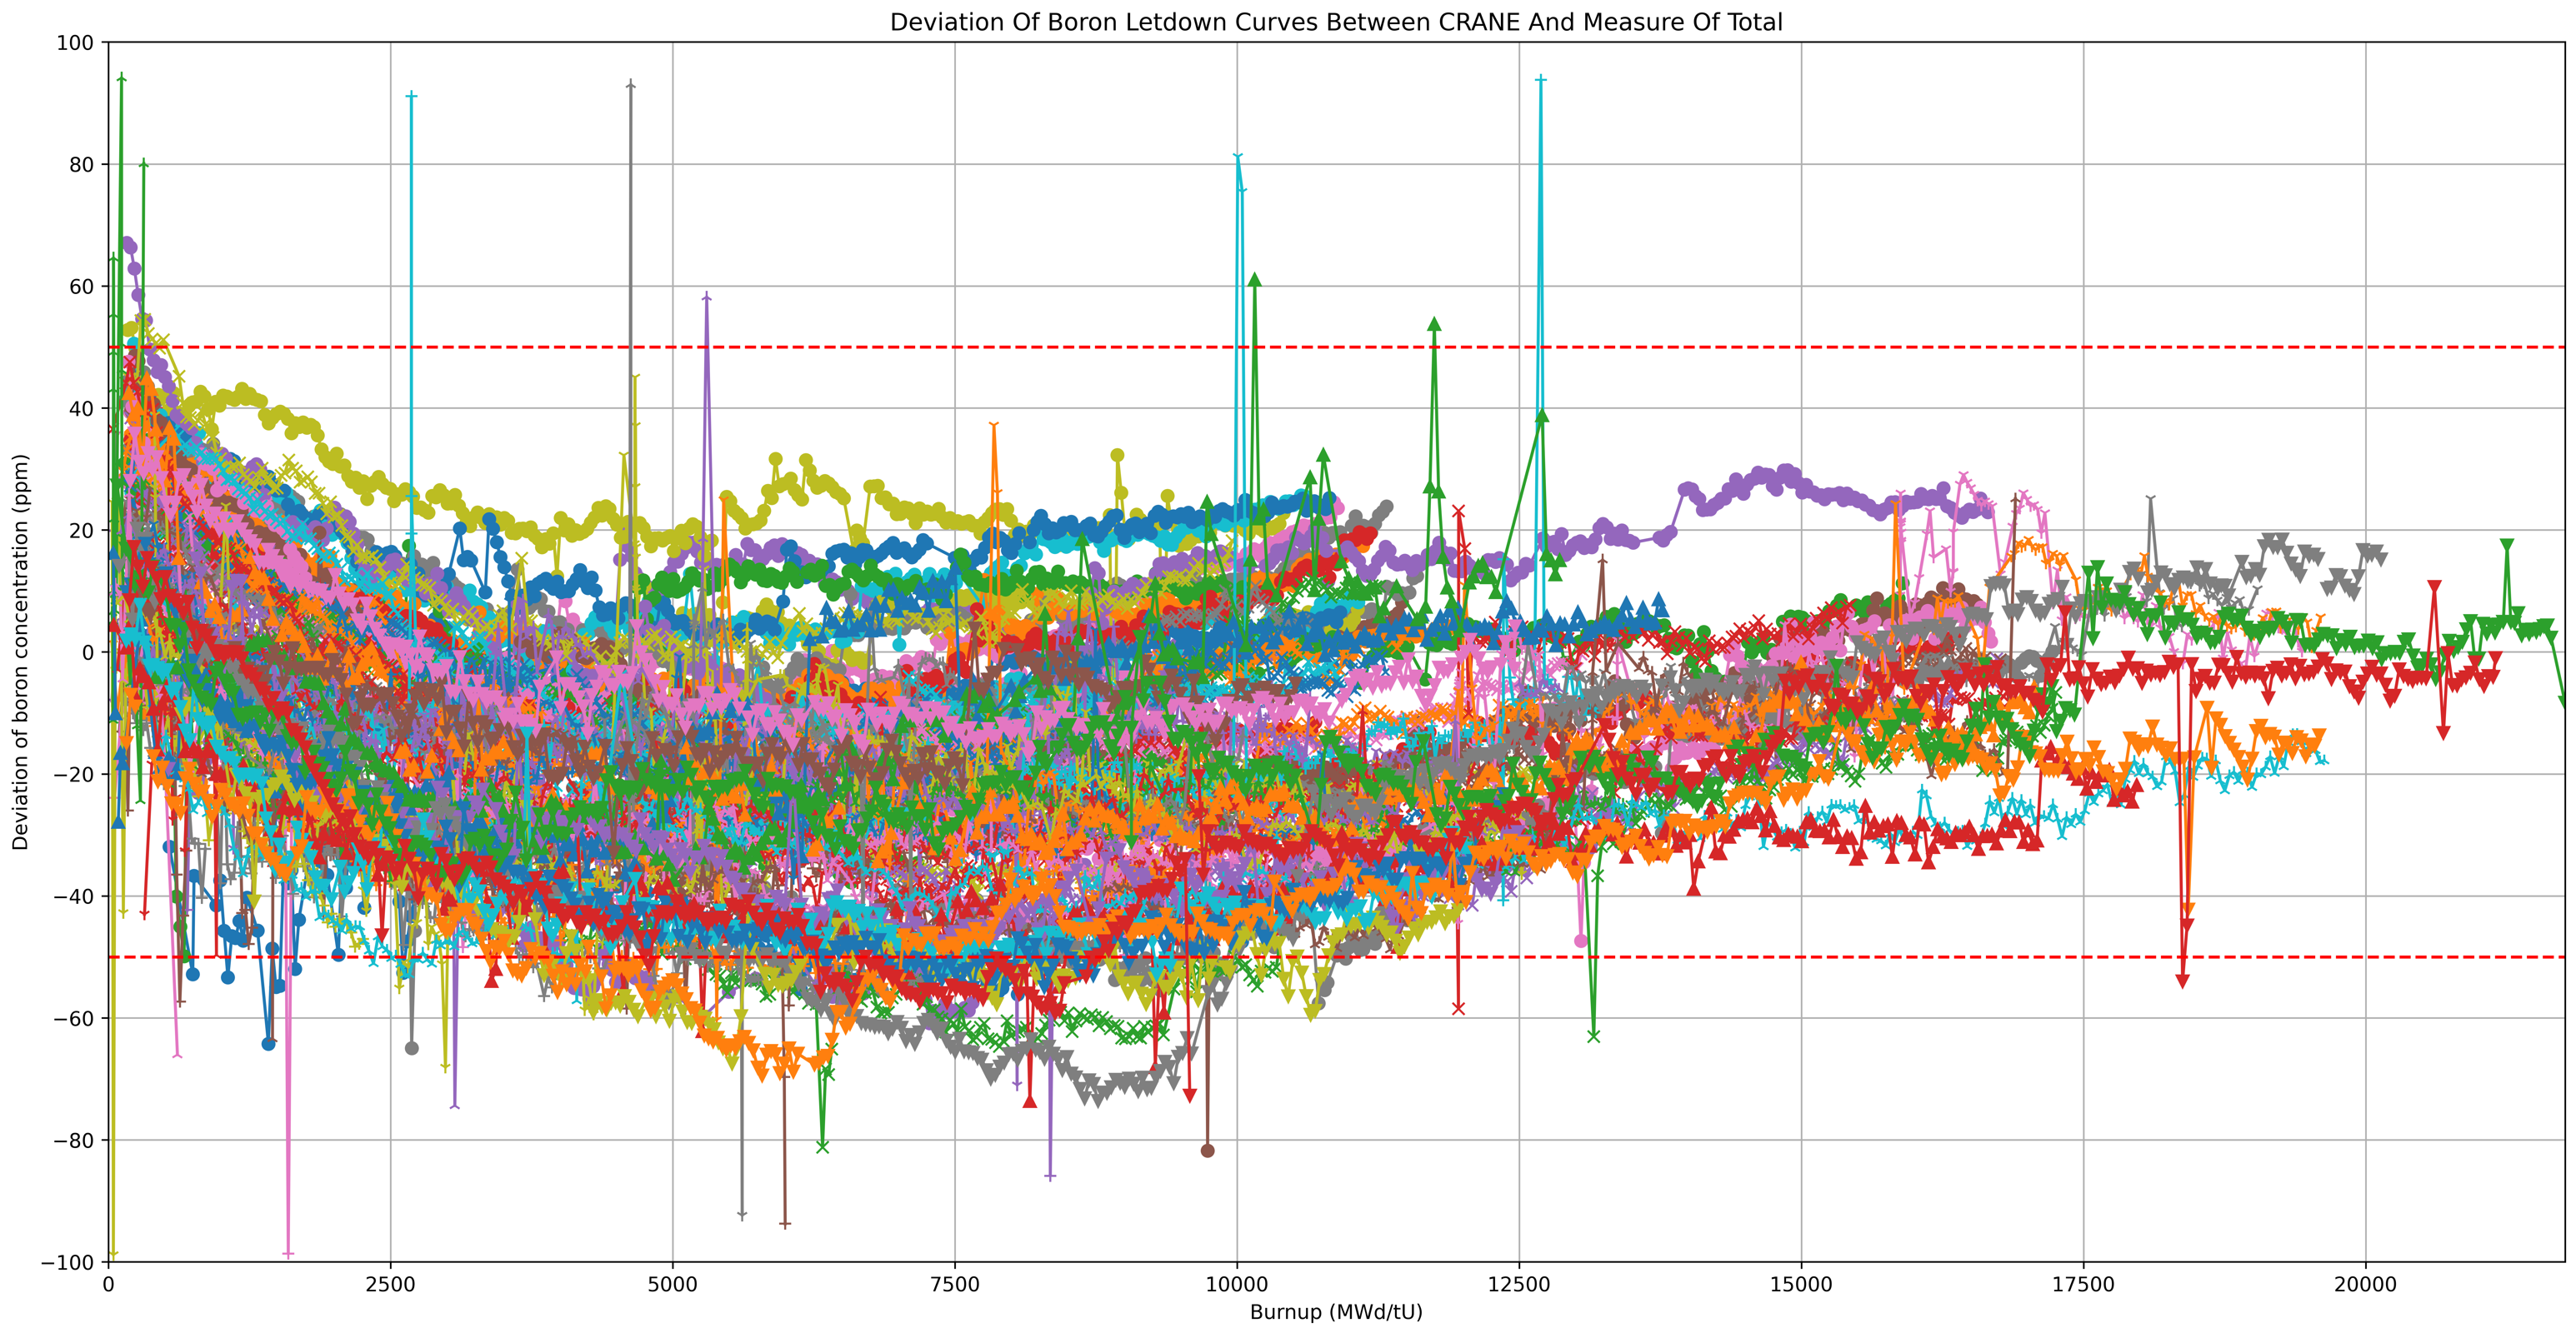 Deviation Of Boron Letdown Curves Between CRANE And Measure Of Total
100
80
60
40
20
0
−20
−40
−60
−80
−100
Deviation of boron concentration (ppm)
0 2500 5000 7500 10000 12500 15000 17500 20000
Burnup (MWd/tU)